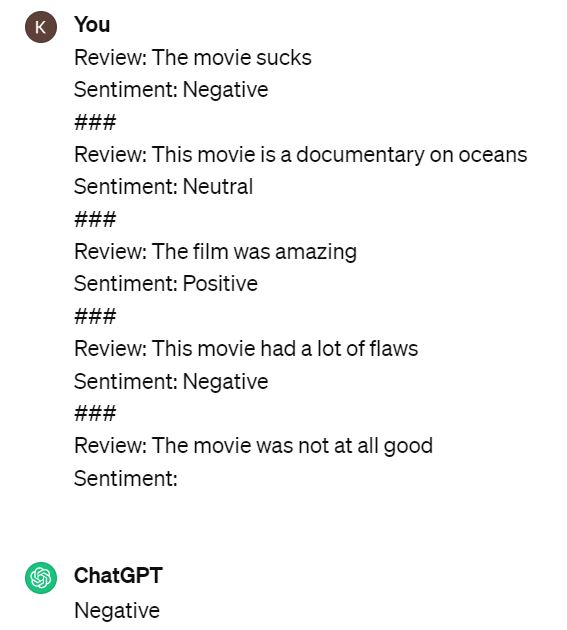 K
You
Review: The movie sucks
Sentiment: Negative
###
Review: This movie is a documentary on oceans
Sentiment: Neutral
###
Review: The film was amazing
Sentiment: Positive
###
Review: This movie had a lot of flaws
Sentiment: Negative
###
Review: The movie was not at all good
Sentiment:
ChatGPT
Negative